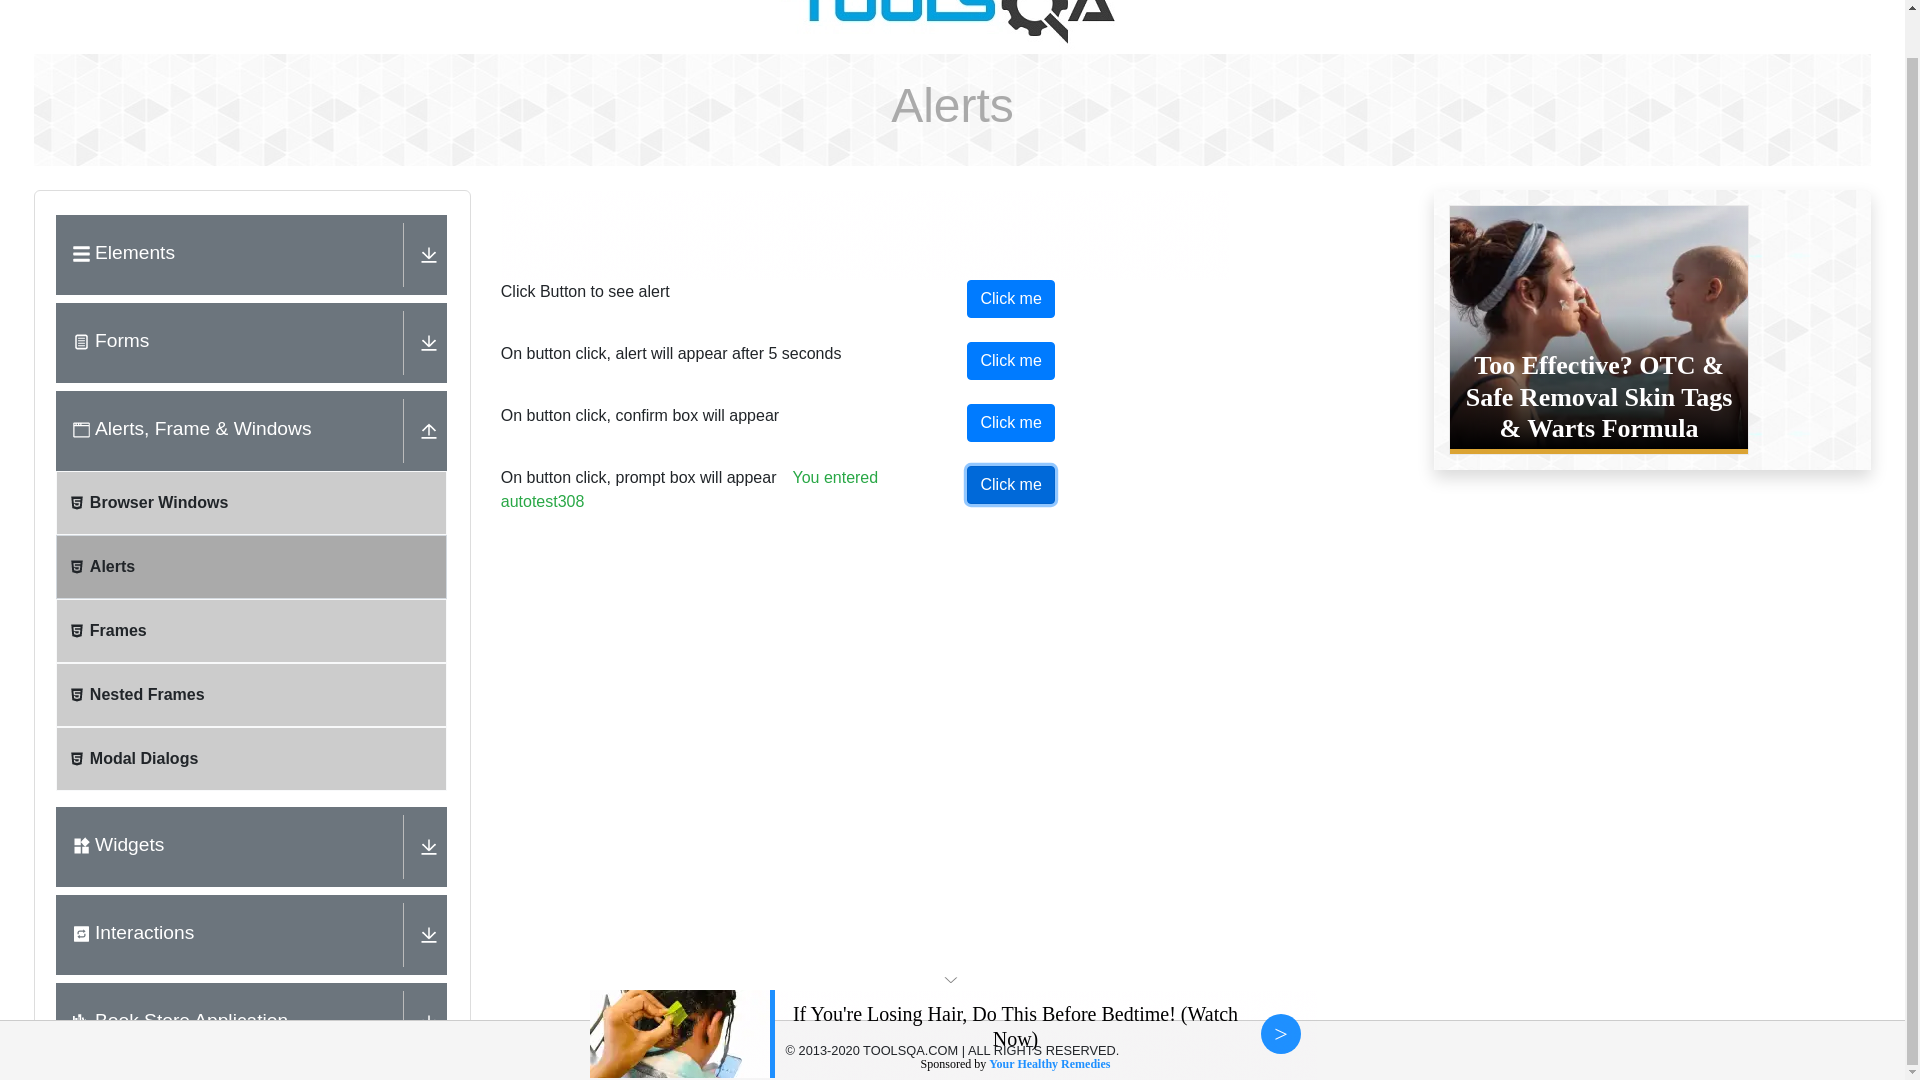 TOOLSQA
Alerts
Elements
Forms
Alerts, Frame & Windows
Browser Windows
Alerts
Frames
Nested Frames
Modal Dialogs
Widgets
Interactions
Book Store Application
Click Button to see alert
Click me
On button click, alert will appear after 5 seconds
Click me
On button click, confirm box will appear
Click me
On button click, prompt box will appear You entered
autotest308
Click me
Too Effective? OTC &
Safe Removal Skin Tags
& Warts Formula
If You're Losing Hair, Do This Before Bedtime! (Watch
Now)
>
© 2013-2020 TOOLSQA.COM | ALL RIGHTS RESERVED.
Sponsored by Your Healthy Remedies